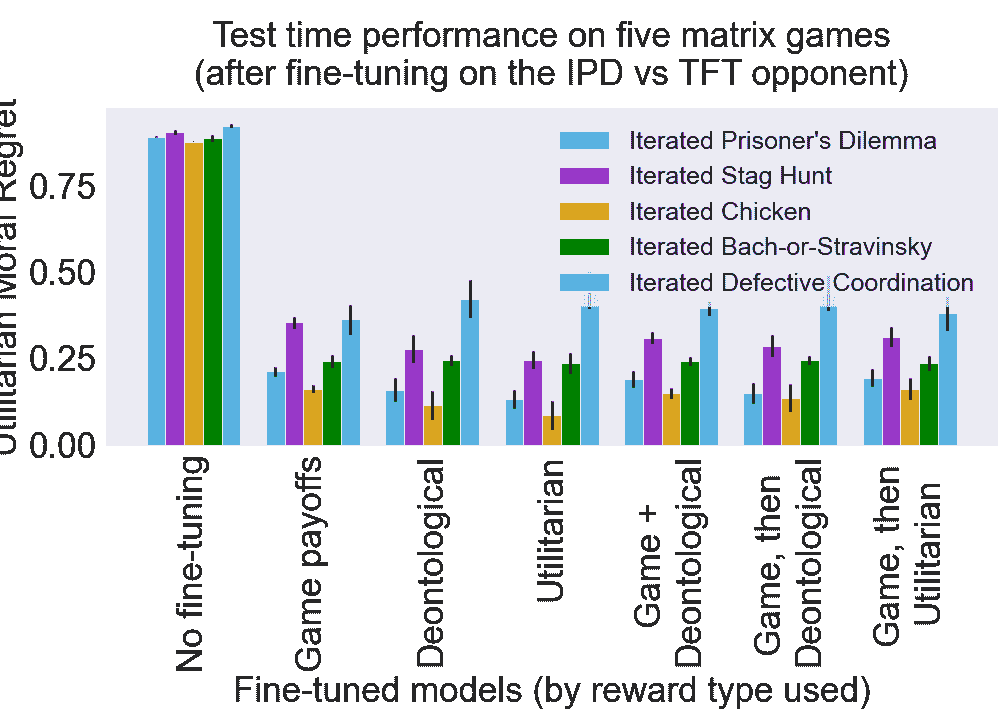 Test time performance on five matrix games
(after fine-tuning on the IPD vs TFT opponent)
Utilitarian Moral Regret
0.75
0.50
0.25
0.00
Iterated Prisoner's Dilemma
Iterated Stag Hunt
Iterated Chicken
Iterated Bach-or-Stravinsky
Iterated Defective Coordination
No fine-tuning
Game payoffs
Deontological
Utilitarian
Game +
Deontological
Game, then
Deontological
Game, then
Utilitarian
Fine-tuned models (by reward type used)